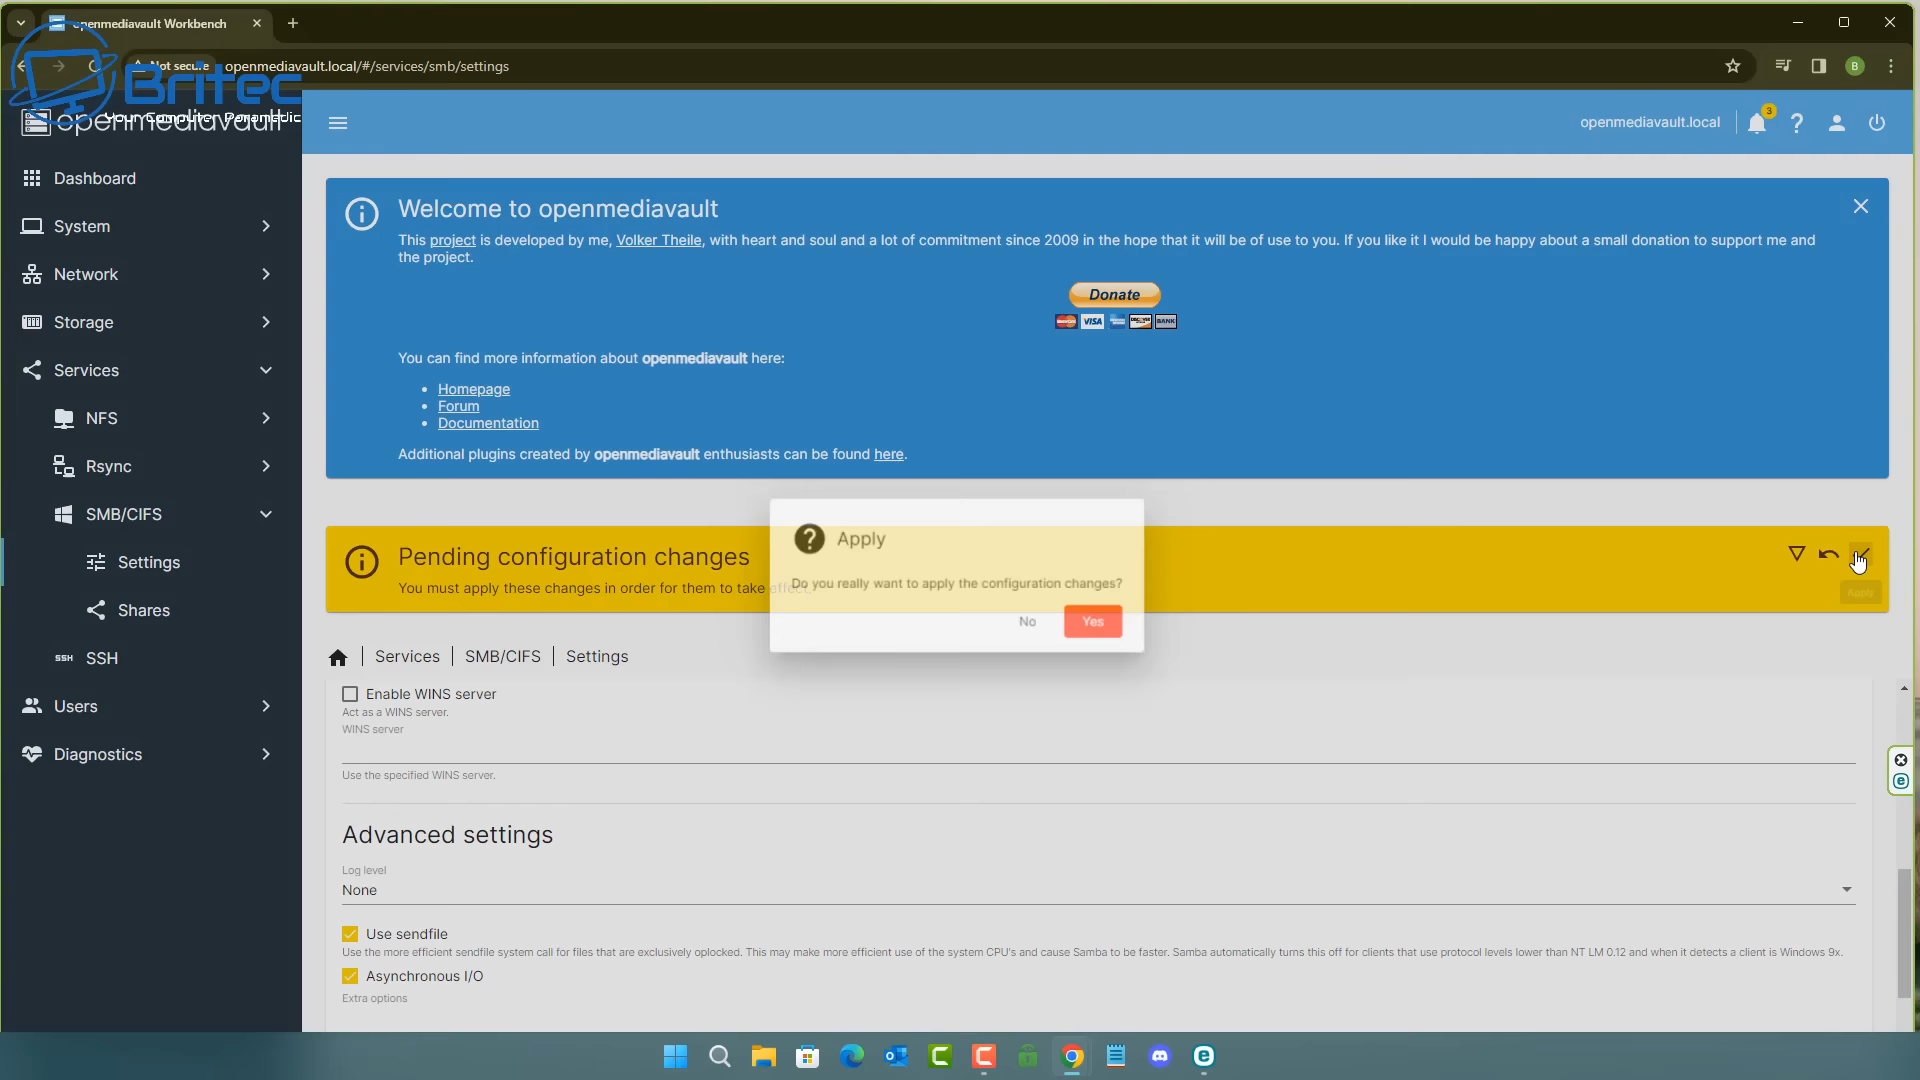 openmediavault Workbench
Not secure
openmediavault.local/#/services/smb/settings
B
Britec
Your Computer Paramedic
openmediavault
openmediavault.local
3
Dashboard
System
Network
Storage
Services
NFS
Rsync
SMB/CIFS
Settings
Shares
SSH
SSH
Users
Diagnostics
Welcome to openmediavault
This project is developed by me, Volker Theile, with heart and soul and a lot of commitment since 2009 in the hope that it will be of use to you. If you like it I would be happy about a small donation to support me and
the project.
Donate
VISA
BANK
You can find more information about openmediavault here:
Homepage
Forum
Documentation
Additional plugins created by openmediavault enthusiasts can be found here.
Pending configuration changes
You must apply these changes in order for them to take effect.
Apply
Apply
Do you really want to apply the configuration changes?
No
Yes
Services
SMB/CIFS
Settings
Enable WINS server
Act as a WINS server.
WINS server
Use the specified WINS server.
Advanced settings
Log level
None
Use sendfile
Use the more efficient sendfile system call for files that are exclusively oplocked. This may make more efficient use of the system CPU's and cause Samba to be faster. Samba automatically turns this off for clients that use protocol levels lower than NT LM 0.12 and when it detects a client is Windows 9x.
Asynchronous I/O
Extra options